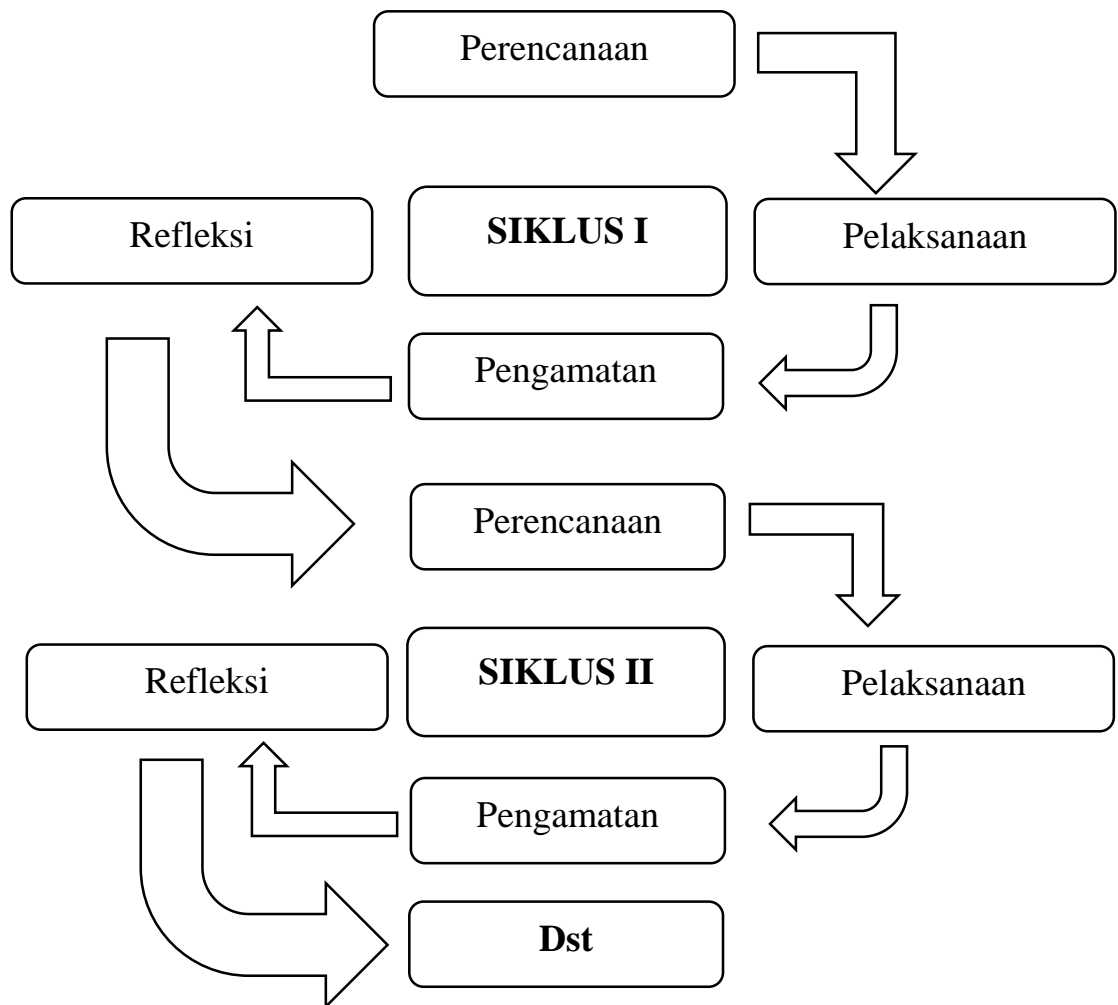 Perencanaan
Refleksi
SIKLUS I
Pelaksanaan
Pengamatan
Perencanaan
Refleksi
SIKLUS II
Pelaksanaan
Pengamatan
Dst